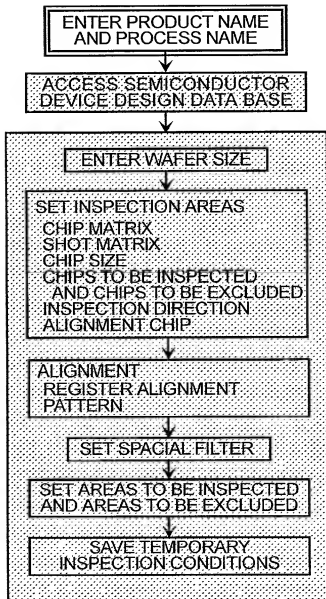 ENTER PRODUCT NAME
AND PROCESS NAME
ACCESS SEMICONDUCTOR
DEVICE DESIGN DATA BASE
ENTER WAFER SIZE
SET INSPECTION AREAS
CHIP MATRIX
SHOT MATRIX
CHIP SIZE
CHIPS TO BE INSPECTED
AND CHIPS TO BE EXCLUDED
INSPECTION DIRECTION
ALIGNMENT CHIP
ALIGNMENT
REGISTER ALIGNMENT
PATTERN
SET SPACIAL FILTER
SET AREAS TO BE INSPECTED
AND AREAS TO BE EXCLUDED
SAVE TEMPORARY
INSPECTION CONDITIONS